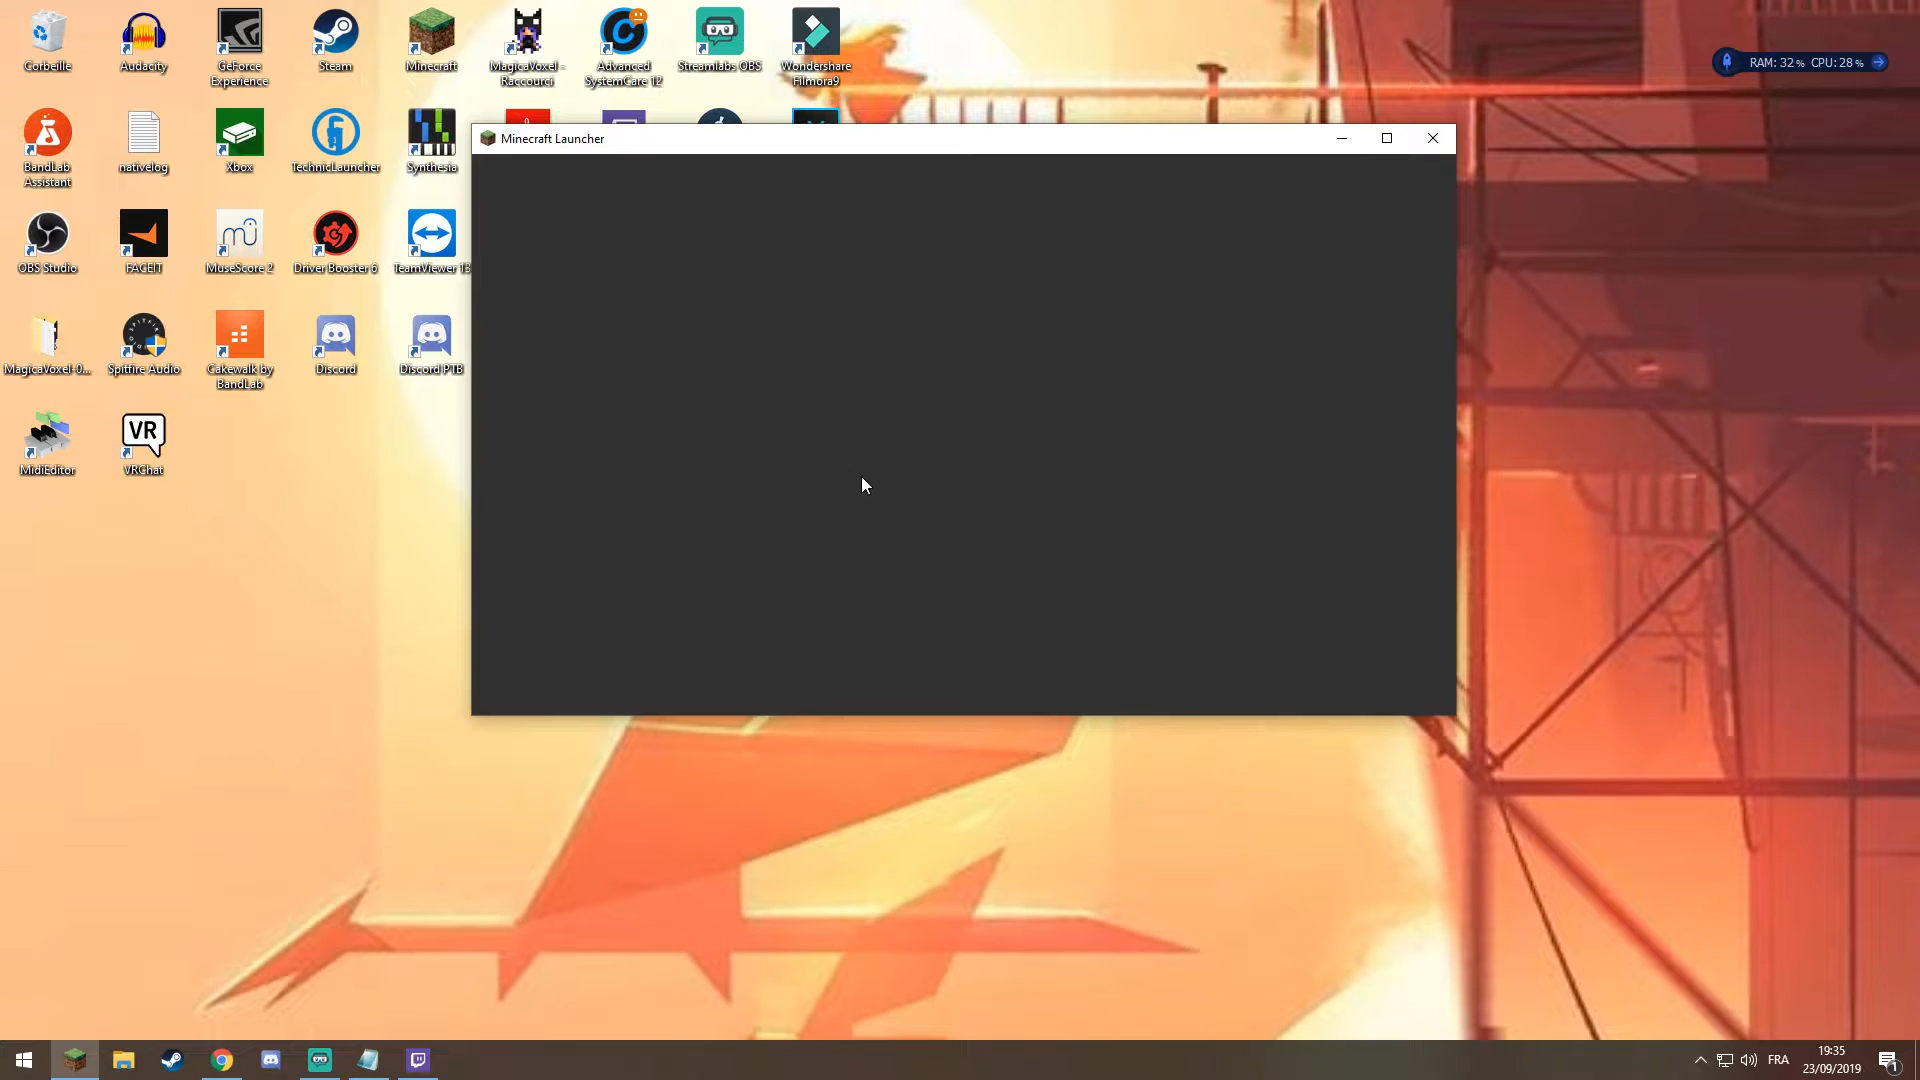 Corbeille
Audacity
GeForce
Experience
Steam
Minecraft
MagicaVoxel -
Raccourci
Advanced
SystemCare 12
Streamlabs OBS
Wondershare
Filmora9
RAM: 32 % CPU: 28 %
BandLab
Assistant
nativelog
Xbox
TechnicLauncher
Synthesia
Minecraft Launcher
OBS Studio
FACEIT
MuseScore 2
Driver Booster 6
TeamViewer 13
MagicaVoxel-0...
Spitfire Audio
Cakewalk by
BandLab
Discord
Discord PTB
MidiEditor
VR
VRChat
FRA
19:35
23/09/2019
1